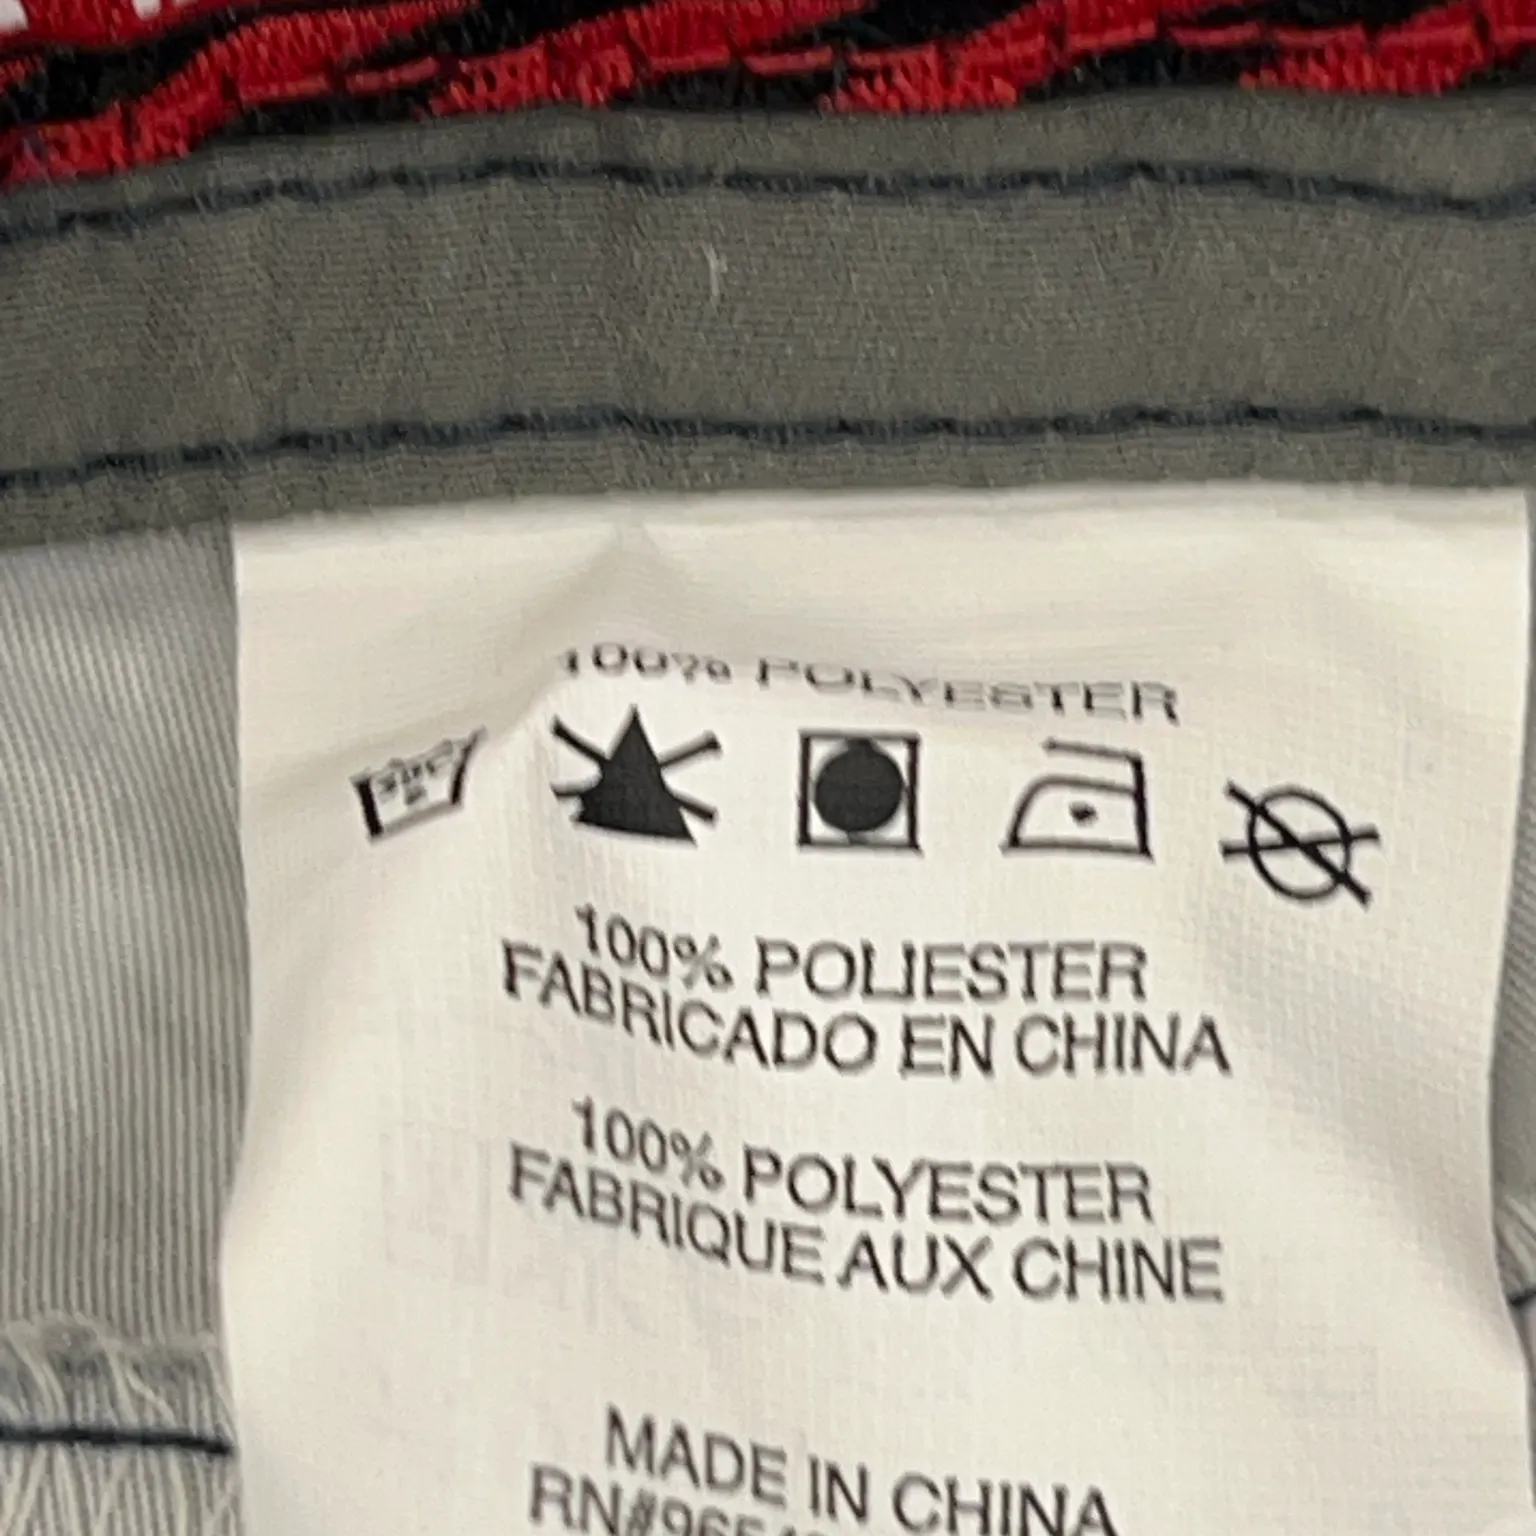 100% POLYESTER
100% POLIESTER
FABRICADO EN CHINA
100% POLYESTER
FABRIQUE AUX CHINE
MADE IN CHINA